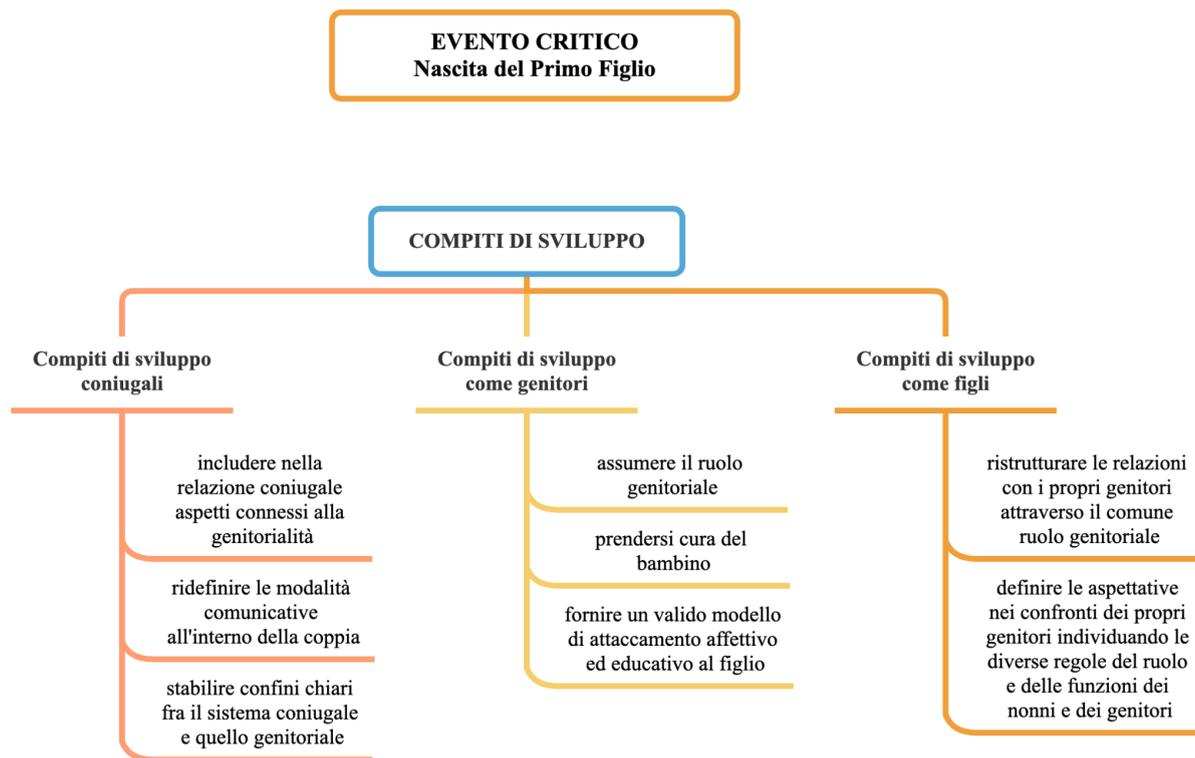 EVENTO CRITICO
Nascita del Primo Figlio
COMPITI DI SVILUPPO
Compiti di sviluppo
coniugali
includere nella
relazione coniugale
aspetti connessi alla
genitorialità
ridefinire le modalità
comunicative
all'interno della coppia
stabilire confini chiari
fra il sistema coniugale
e quello genitoriale
Compiti di sviluppo
come genitori
assumere il ruolo
genitoriale
prendersi cura del
bambino
fornire un valido modello
di attaccamento affettivo
ed educativo al figlio
Compiti di sviluppo
come figli
ristrutturare le relazioni
con i propri genitori
attraverso il comune
ruolo genitoriale
definire le aspettative
nei confronti dei propri
genitori individuando le
diverse regole del ruolo
e delle funzioni dei
nonni e dei genitori